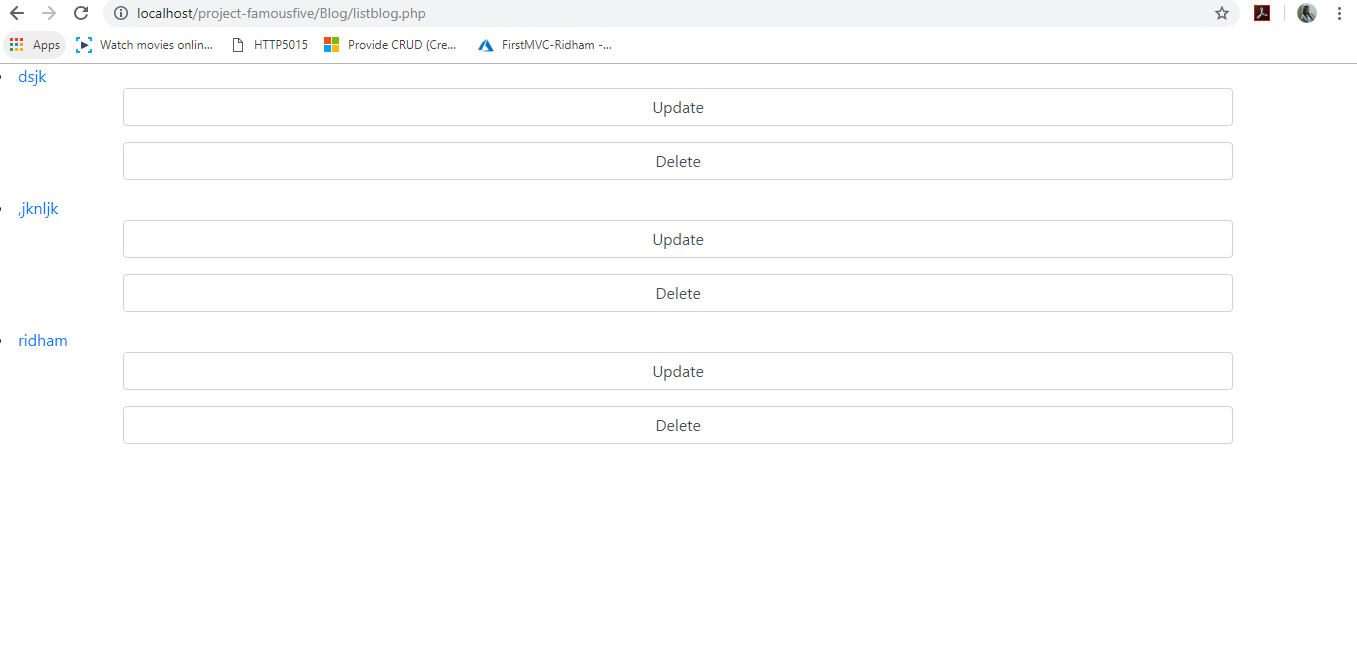 localhost/project-famousfive/Blog/listblog.php
Apps Watch movies onlin... HTTP5015 Provide CRUD (Cre... FirstMVC-Ridham -...
dsjk
Update
Delete
,jknljk
Update
Delete
ridham
Update
Delete